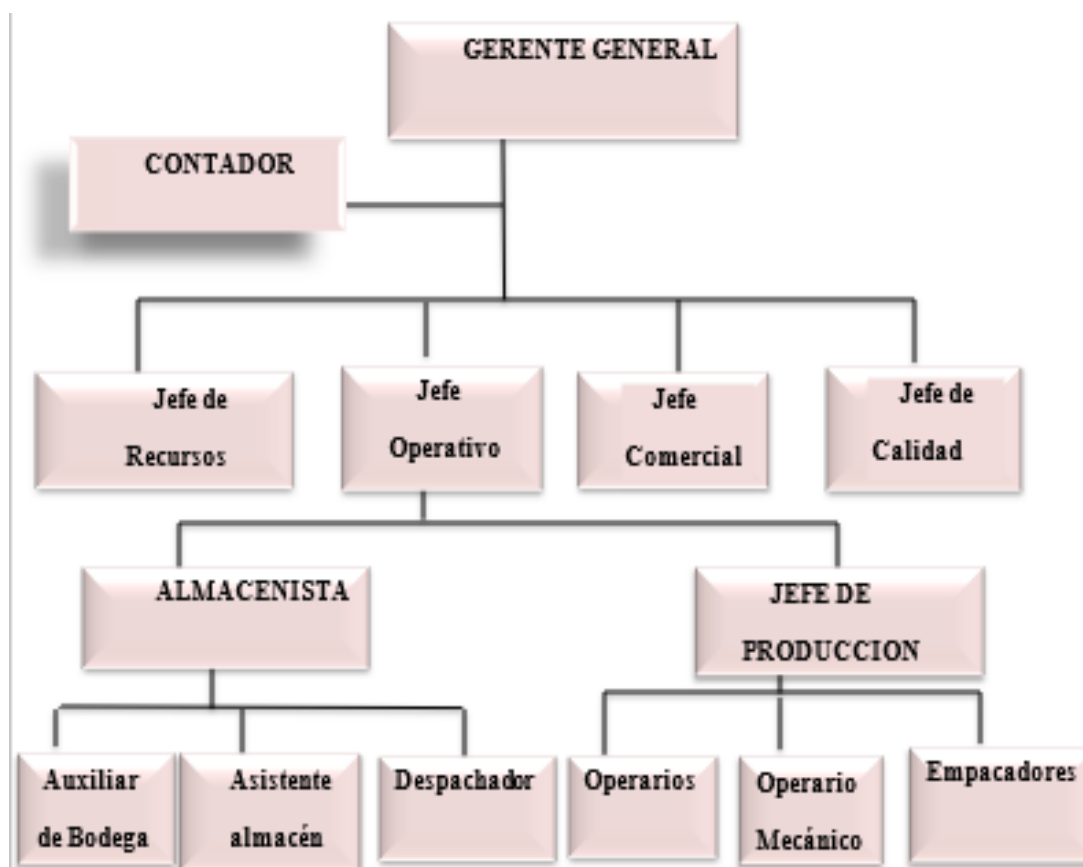 GERENTE GENERAL
CONTADOR
Jefe de
Recursos
Jefe
Operativo
Jefe
Comercial
Jefe de
Calidad
ALMACENISTA
JEFE DE
PRODUCCION
Auxiliar
de Bodega
Asistente
almacén
Despachador
Operarios
Operario
Mecánico
Empacadores